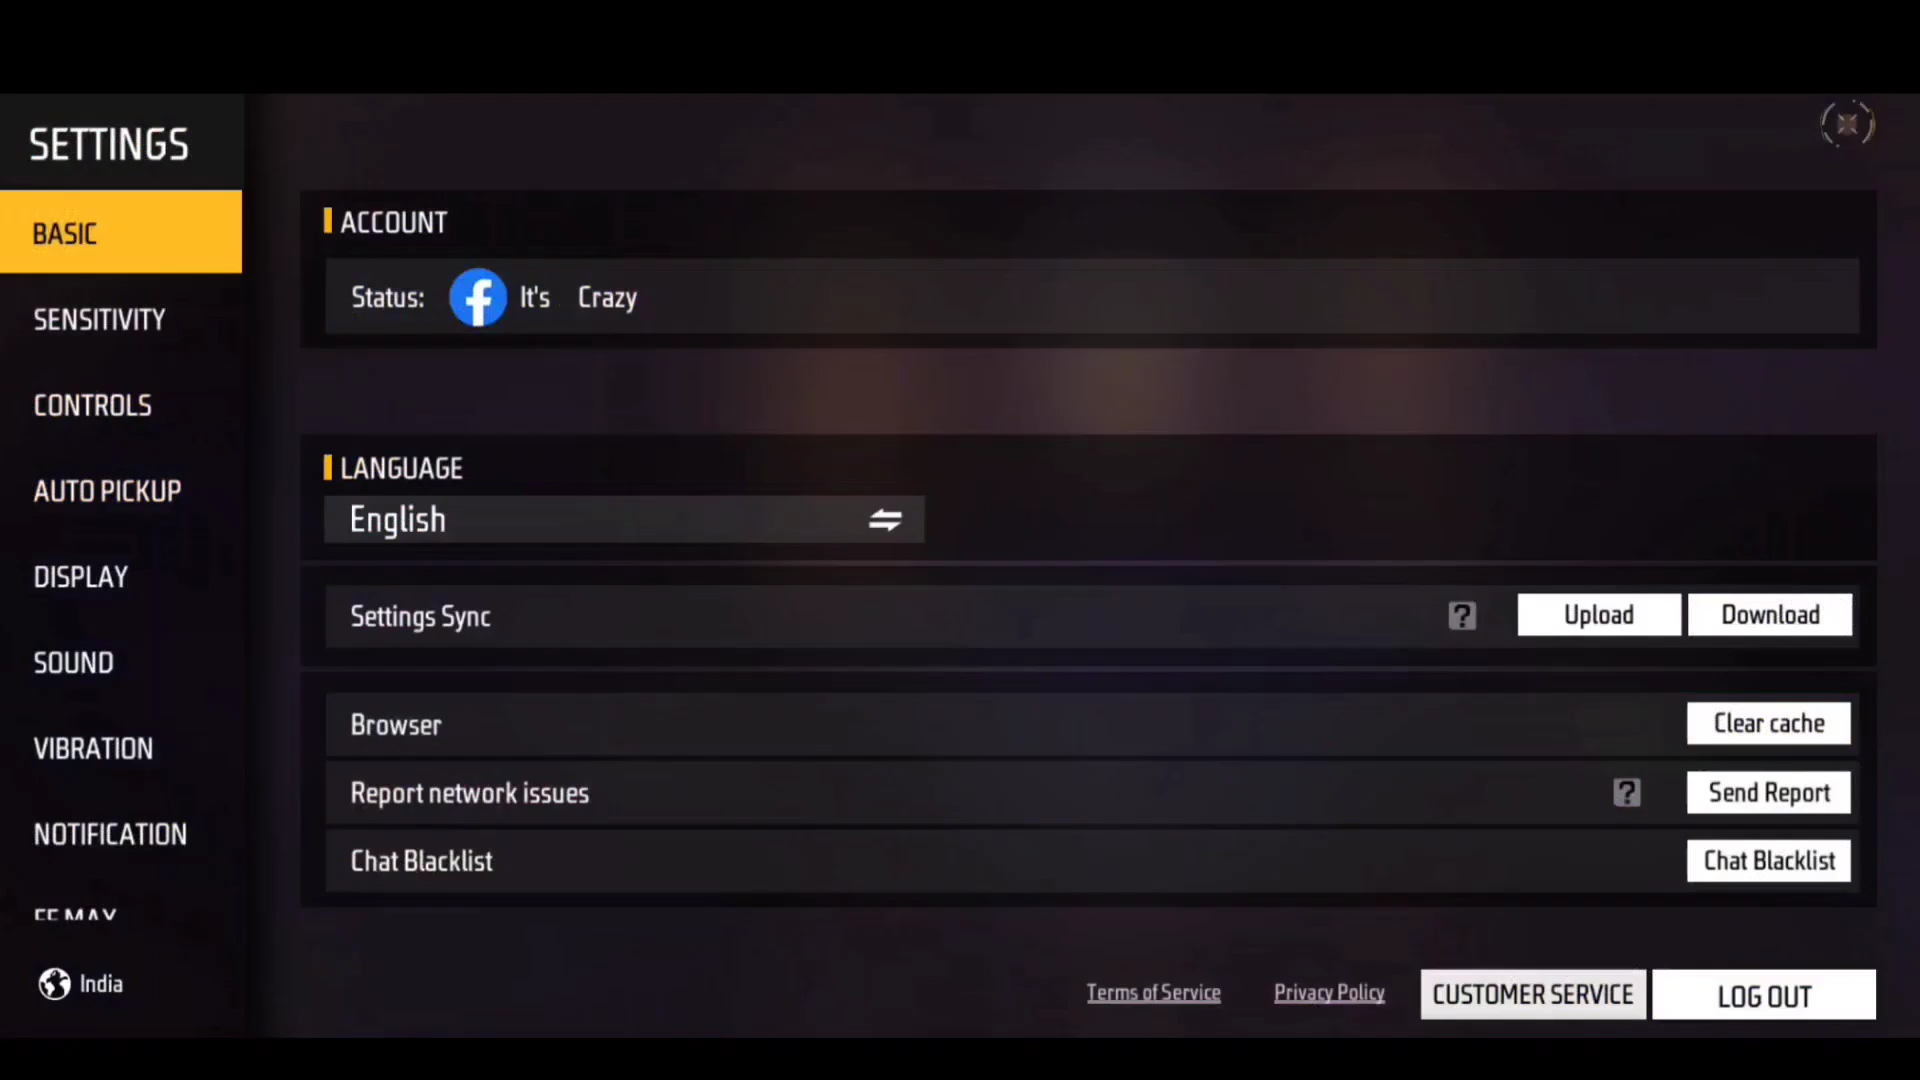 SETTINGS
BASIC
SENSITIVITY
CONTROLS
AUTO PICKUP
DISPLAY
SOUND
VIBRATION
NOTIFICATION
FF MAX
India
ACCOUNT
Status: It's Crazy
LANGUAGE
English
Settings Sync ? Upload Download
Browser Clear cache
Report network issues ? Send Report
Chat Blacklist Chat Blacklist
Terms of Service Privacy Policy CUSTOMER SERVICE LOG OUT